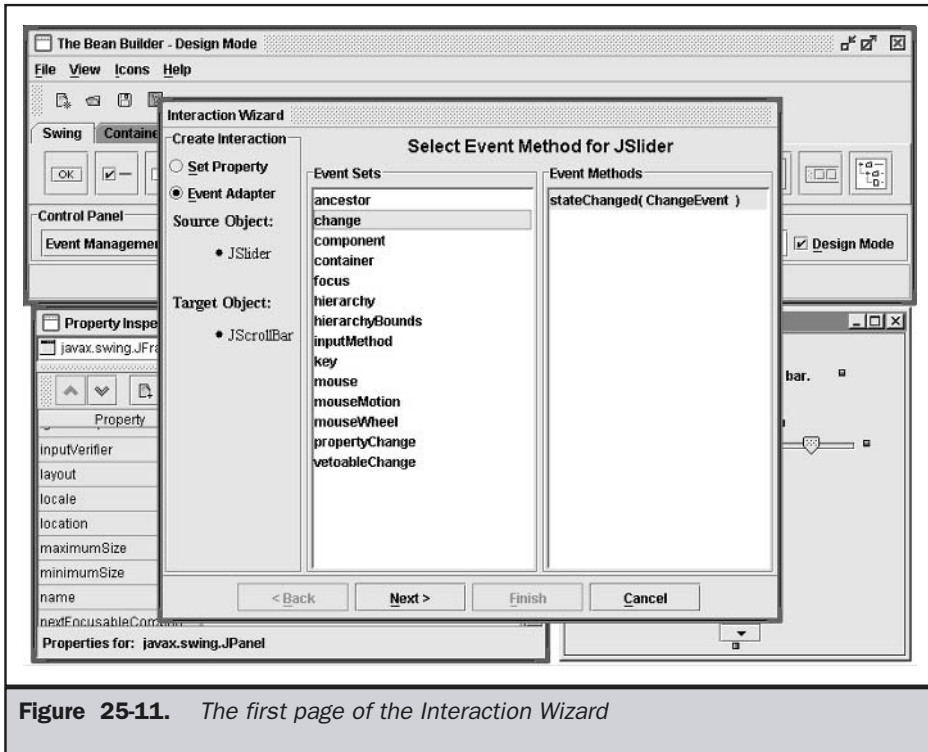 The Bean Builder - Design Mode
File View Icons Help
Swing Containe
OK
Control Panel
Event Manageme
Design Mode
Interaction Wizard
Create Interaction
Set Property
Event Adapter
Source Object:
• JSlider
Target Object:
• JScrollBar
Select Event Method for JSlider
Event Sets
ancestor
change
component
container
focus
hierarchy
hierarchyBounds
inputMethod
key
mouse
mouseMotion
mouseWheel
propertyChange
vetoableChange
Event Methods
stateChanged( ChangeEvent )
< Back Next > Finish Cancel
Property Inspe
javax.swing.JFra
Property
inputVerifier
layout
locale
location
maximumSize
minimumSize
name
nextFocusableCom
Properties for: javax.swing.JPanel
bar.
Figure 25-11. The first page of the Interaction Wizard